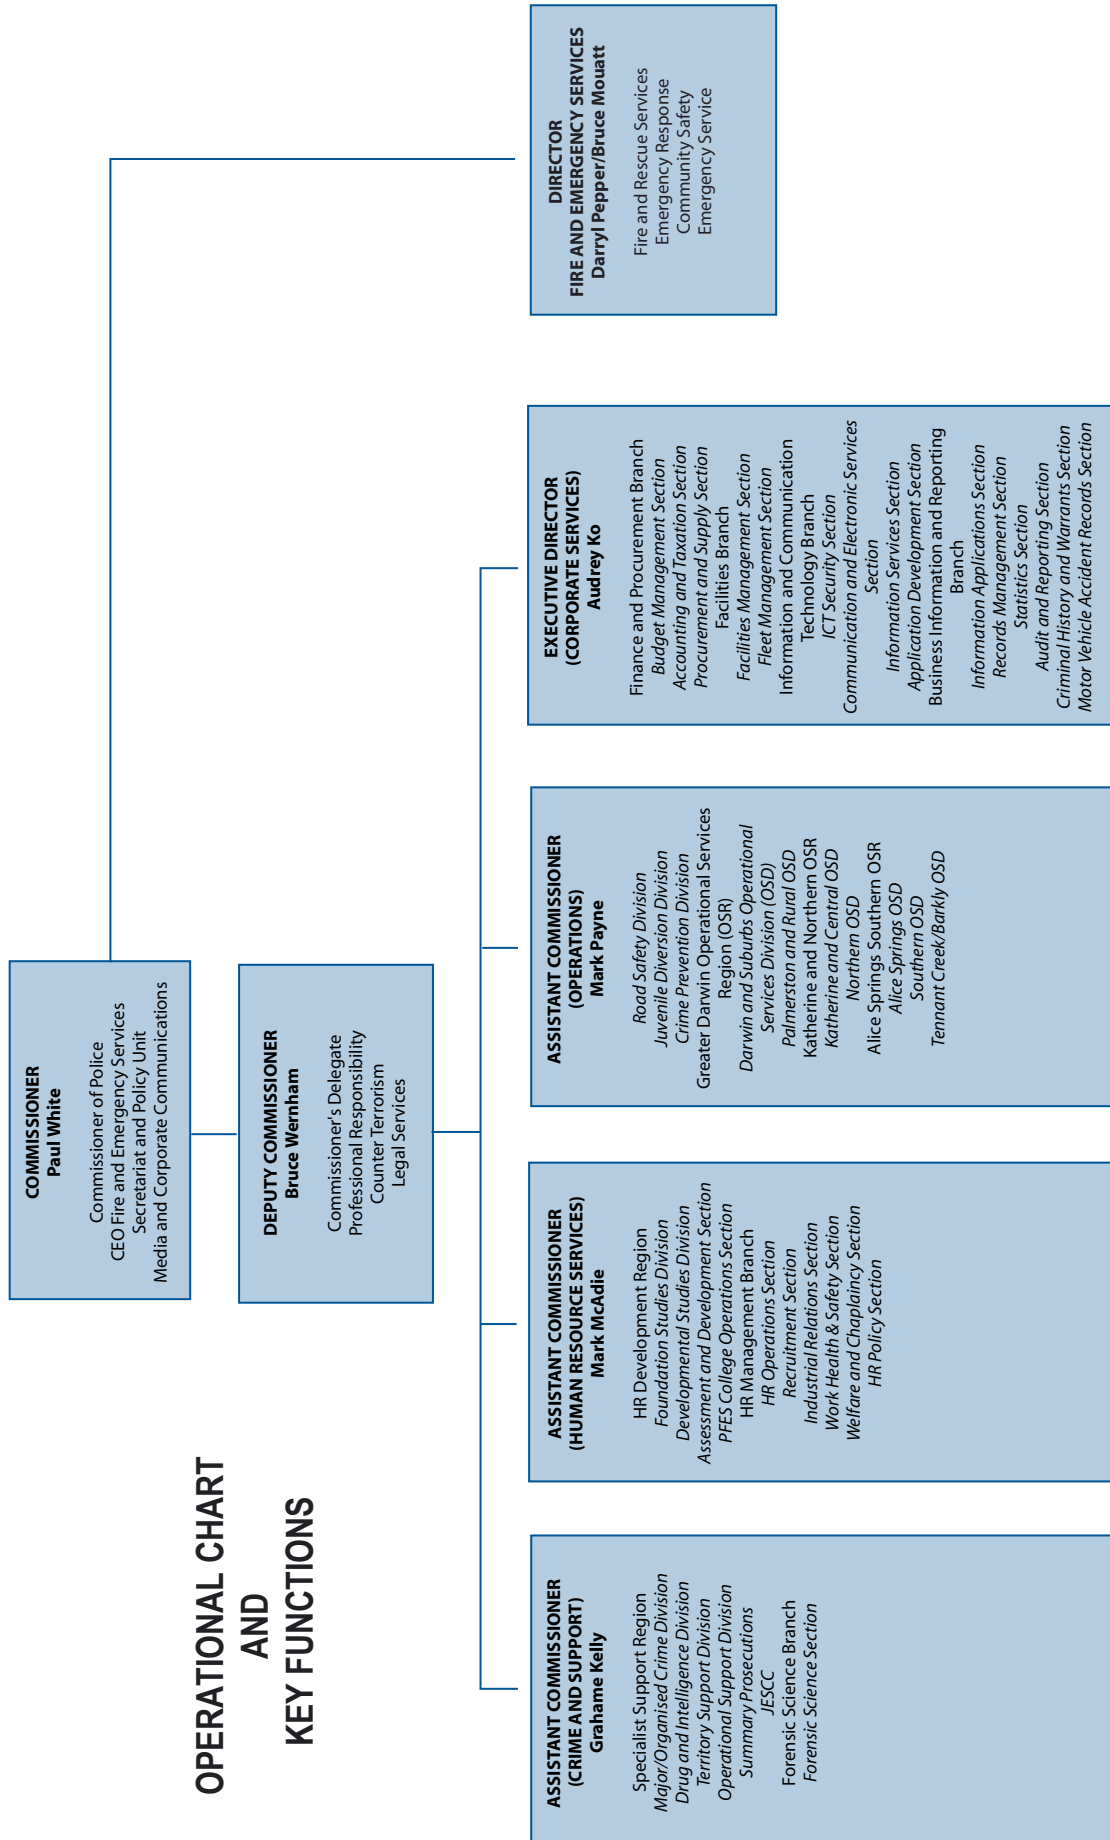 OPERATIONAL CHART
AND
KEY FUNCTIONS
COMMISSIONER
Paul White
Commissioner of Police
CEO Fire and Emergency Services
Secretariat and Policy Unit
Media and Corporate Communications
DEPUTY COMMISSIONER
Bruce Wernham
Commissioner's Delegate
Professional Responsibility
Counter Terrorism
Legal Services
ASSISTANT COMMISSIONER
(CRIME AND SUPPORT)
Grahame Kelly
Specialist Support Region
Major/Organised Crime Division
Drug and Intelligence Division
Territory Support Division
Operational Support Division
Summary Prosecutions
JESCC
Forensic Science Branch
Forensic Science Section
ASSISTANT COMMISSIONER
(HUMAN RESOURCE SERVICES)
Mark McAdie
HR Development Region
Foundation Studies Division
Developmental Studies Division
Assessment and Development Section
PFES College Operations Section
HR Management Branch
HR Operations Section
Recruitment Section
Industrial Relations Section
Work Health & Safety Section
Welfare and Chaplaincy Section
HR Policy Section
ASSISTANT COMMISSIONER
(OPERATIONS)
Mark Payne
Road Safety Division
Juvenile Diversion Division
Crime Prevention Division
Greater Darwin Operational Services
Region (OSR)
Darwin and Suburbs Operational
Services Division (OSD)
Palmerston and Rural OSD
Katherine and Northern OSR
Katherine and Central OSD
Northern OSD
Alice Springs Southern OSR
Alice Springs OSD
Southern OSD
Tennant Creek/Barkly OSD
EXECUTIVE DIRECTOR
(CORPORATE SERVICES)
Audrey Ko
Finance and Procurement Branch
Budget Management Section
Accounting and Taxation Section
Procurement and Supply Section
Facilities Branch
Facilities Management Section
Fleet Management Section
Information and Communication
Technology Branch
ICT Security Section
Communication and Electronic Services
Section
Information Services Section
Application Development Section
Business Information and Reporting
Branch
Information Applications Section
Records Management Section
Statistics Section
Audit and Reporting Section
Criminal History and Warrants Section
Motor Vehicle Accident Records Section
DIRECTOR
FIRE AND EMERGENCY SERVICES
Darryl Pepper/Bruce Mouatt
Fire and Rescue Services
Emergency Response
Community Safety
Emergency Service